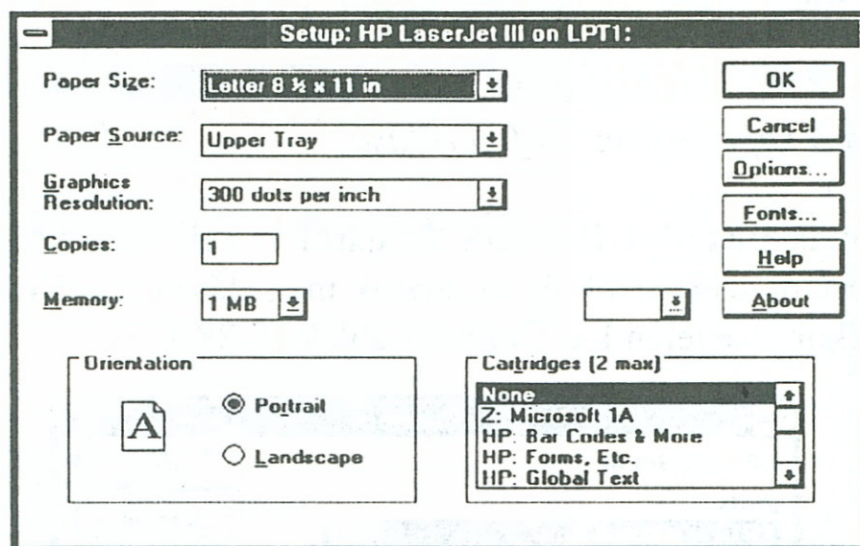 Setup: HP LaserJet III on LPT1:
Paper Size:
Letter 8 ½ x 11 in
OK
Paper Source:
Upper Tray
Cancel
Graphics
Resolution:
300 dots per inch
Options...
Fonts...
Copies:
1
Help
Memory:
1 MB
About
Orientation
A
Portrait
Landscape
Cartridges (2 max)
None
Z: Microsoft 1A
HP: Bar Codes & More
HP: Forms, Etc.
HP: Global Text